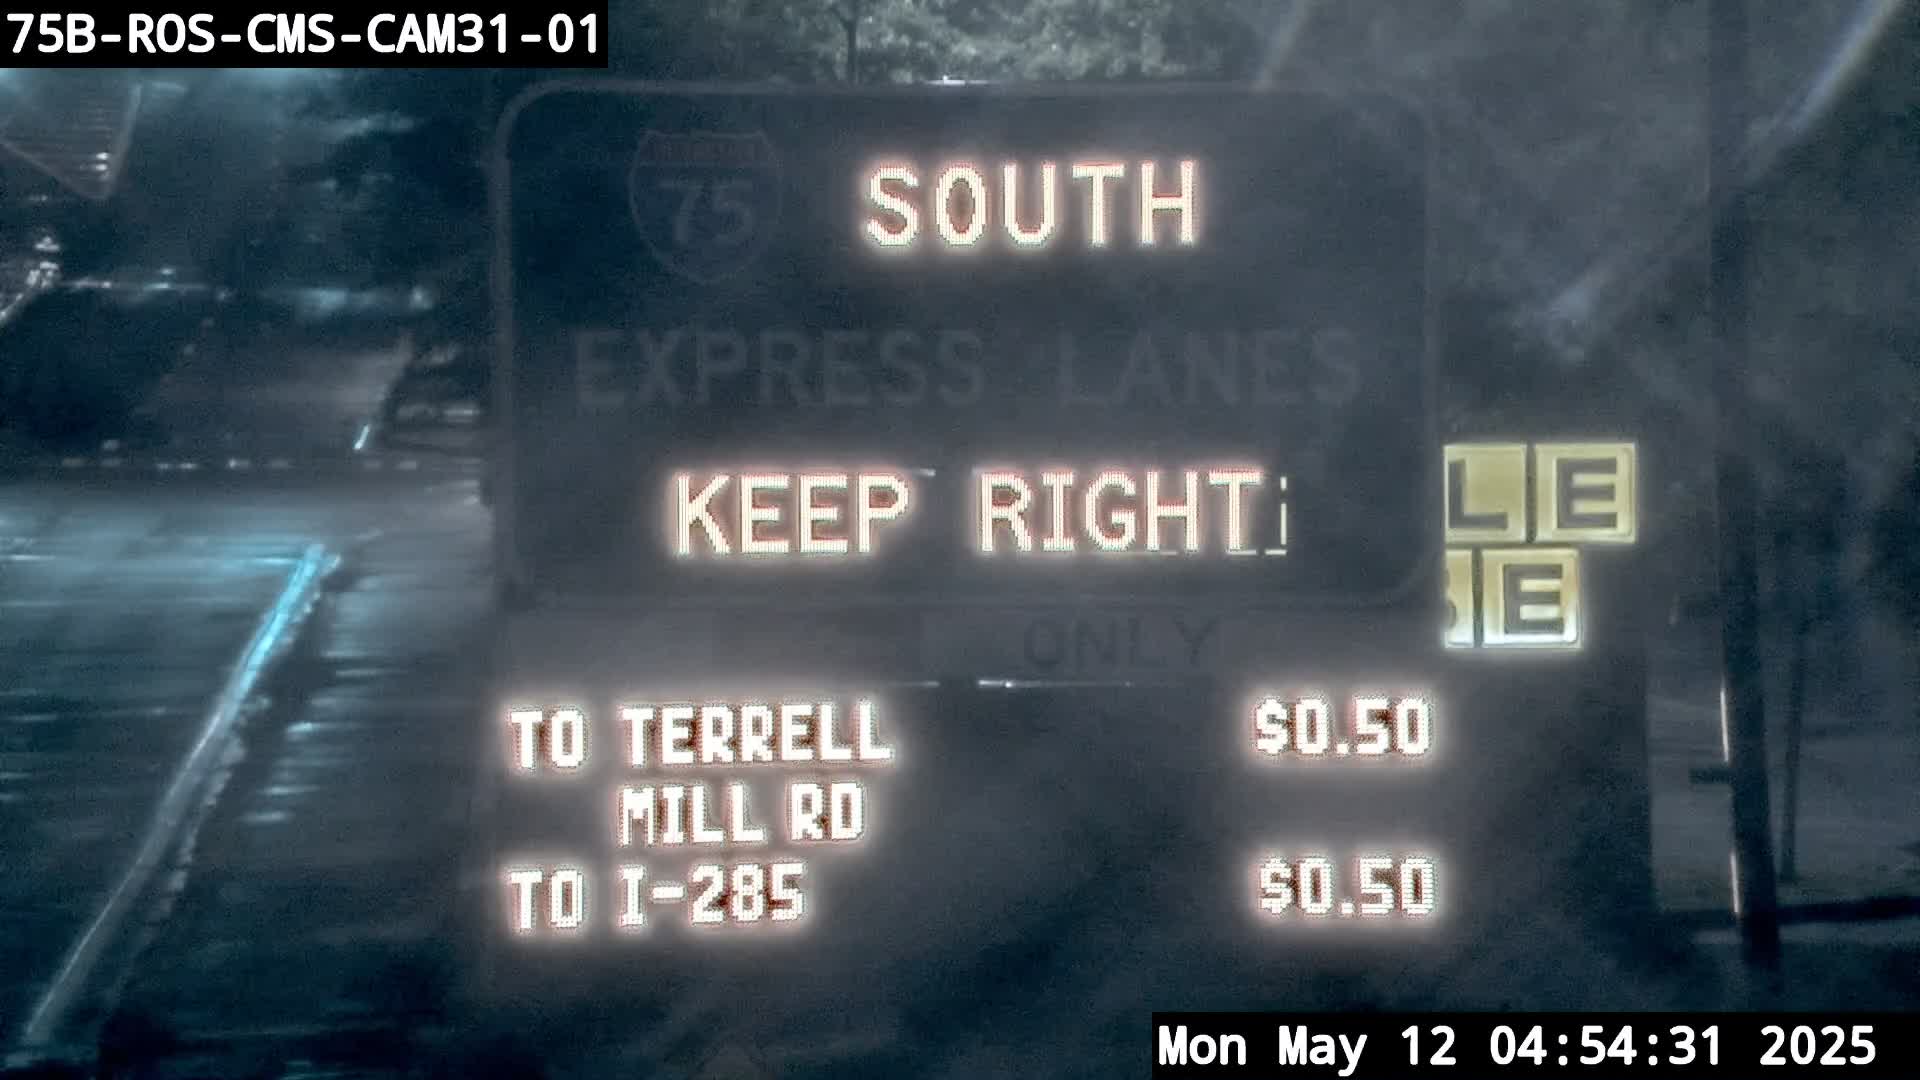 75B-ROS-CMS-CAM31-01
75 SOUTH
EXPRESS LANES
KEEP RIGHT
LE
E
ONLY
TO TERRELL $0.50
MILL RD
TO I-285 $0.50
Mon May 12 04:54:31 2025